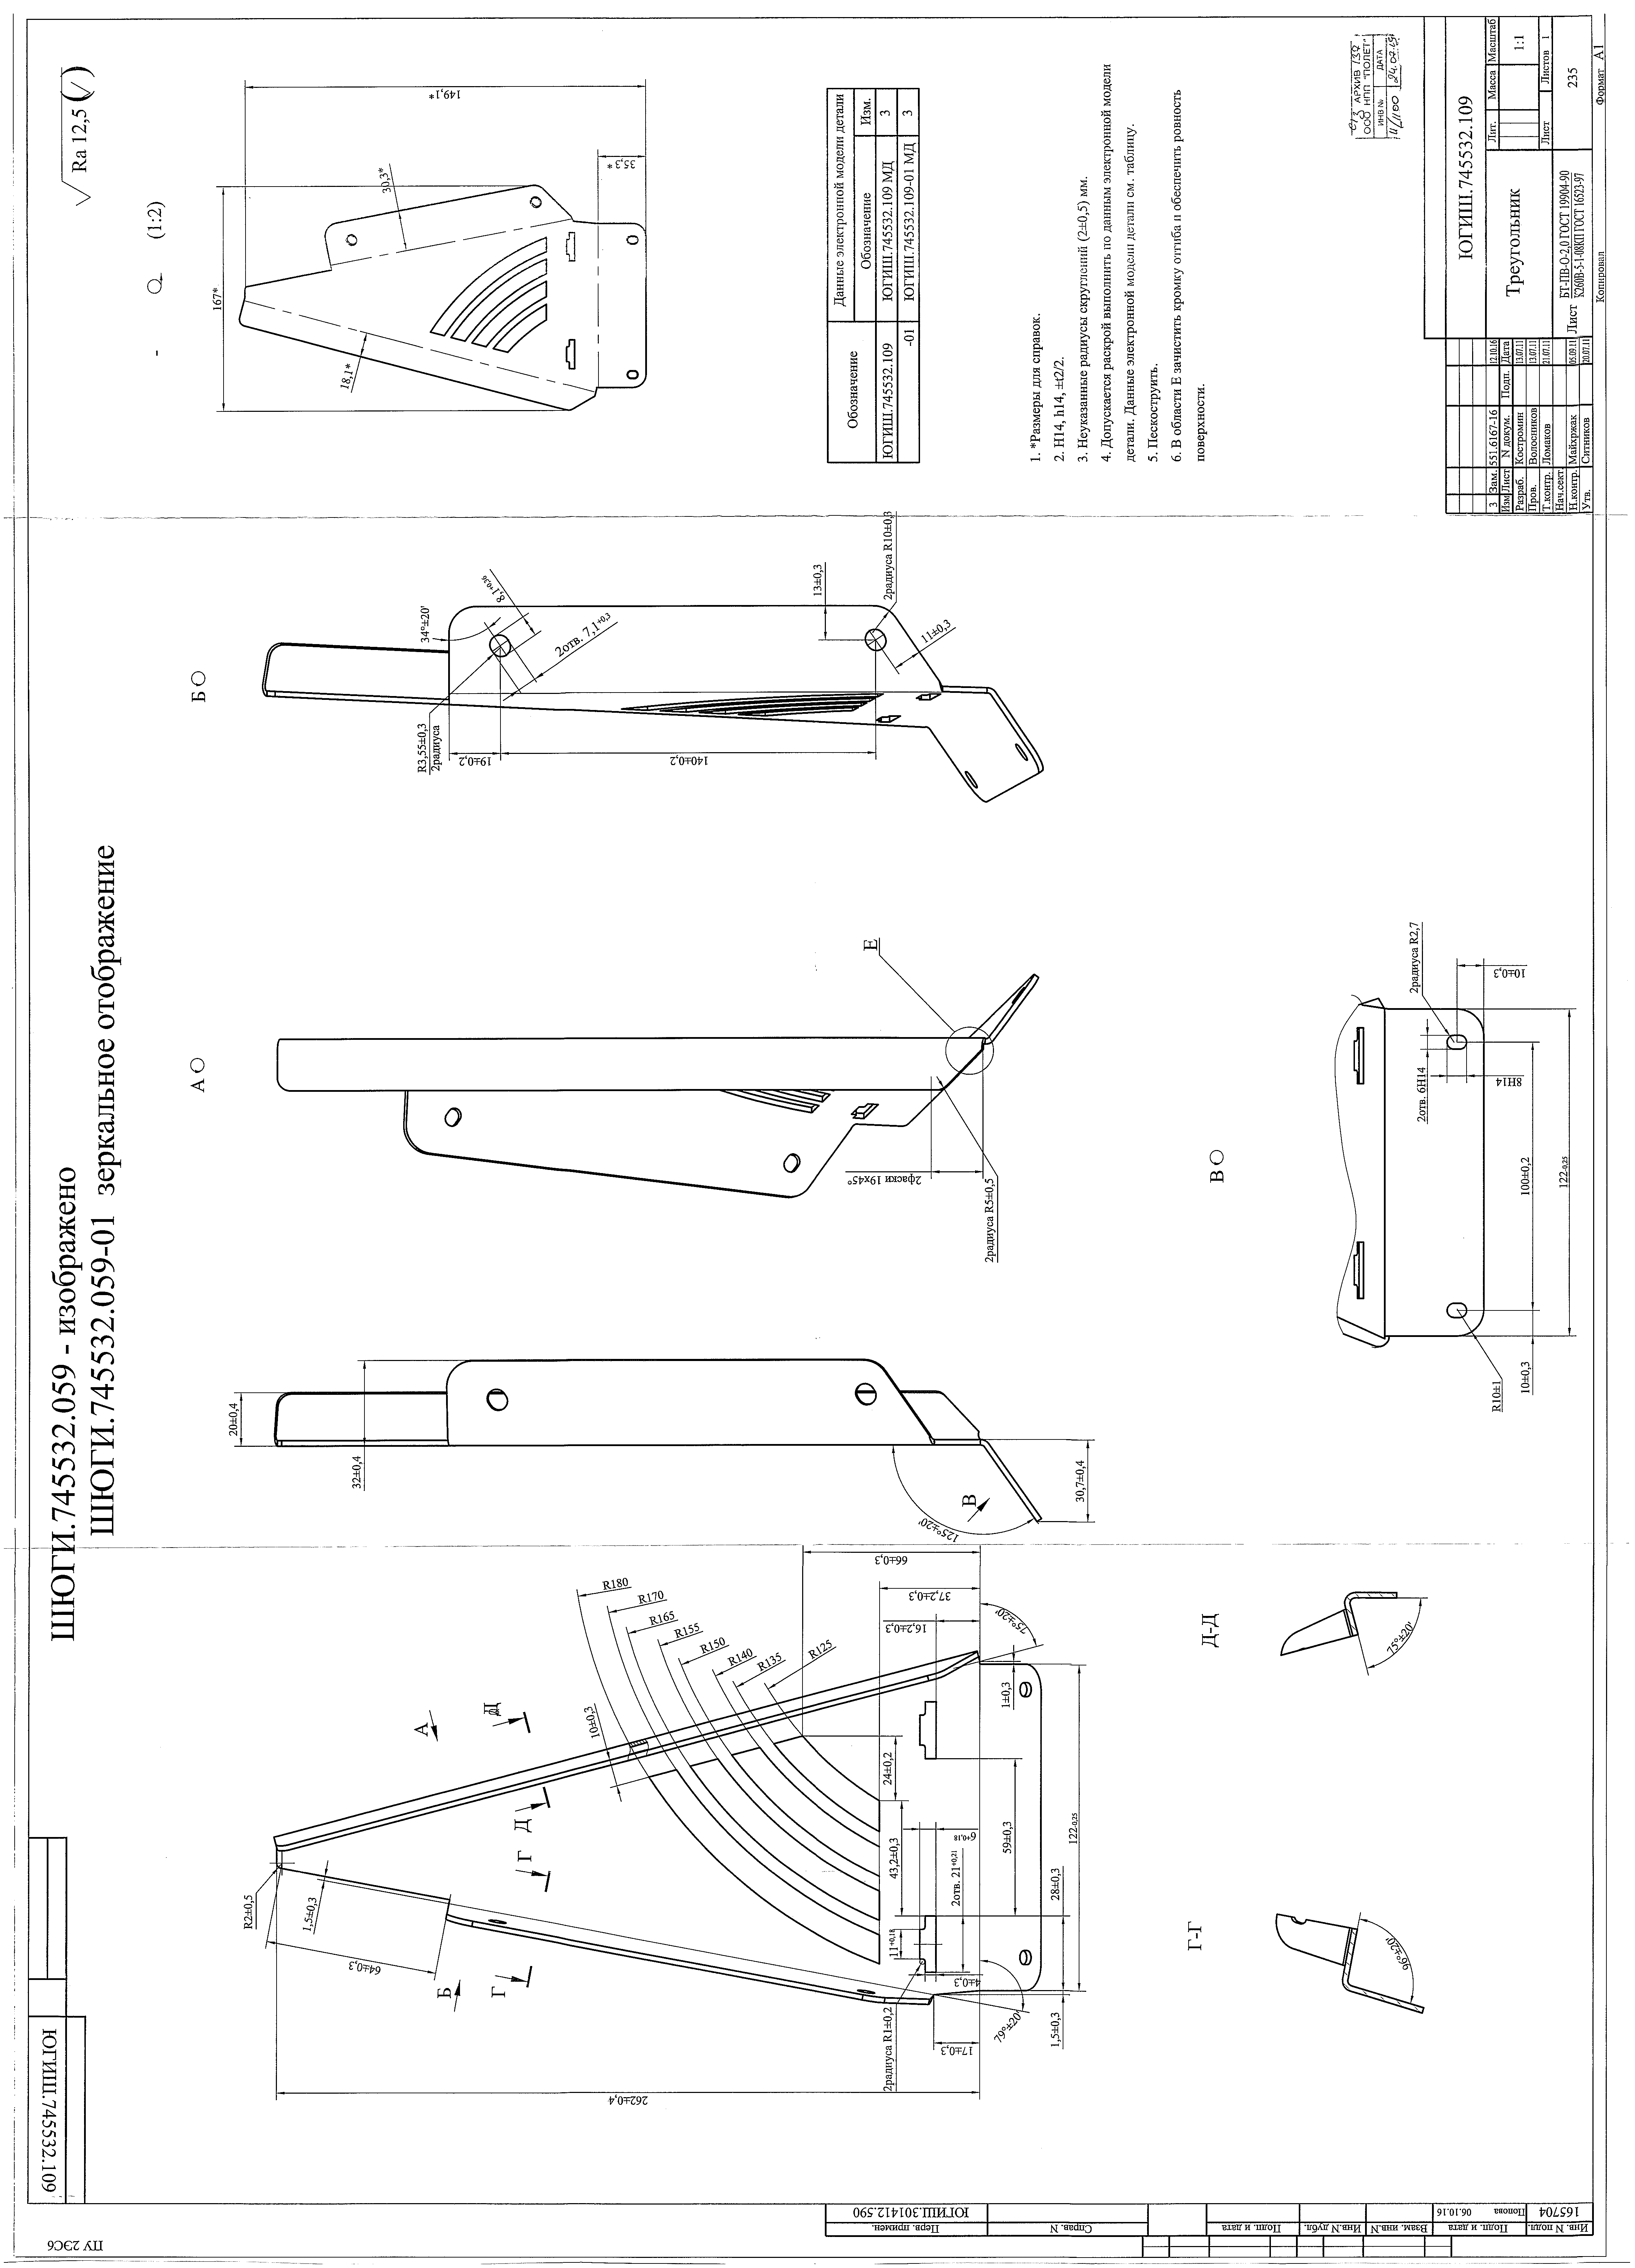 ПУ 2ЭС6
ЮГИШ.745532.109
ШЮГИ.745532.059 - изображено
ШЮГИ.745532.059-01 зеркальное отображение
Ra 12,5 (√)
262±0,4
R2±0,5
64±0,3
1,5±0,3
Б
Г
Г
Д
Д
А
10±0,3
R180
R170
R165
R155
R150
R140
R135
R125
66±0,3
37,2±0,3
16,2±0,3
75°±20'
1±0,3
24±0,2
43,2±0,3
6+0,18
59±0,3
122-0,25
2отв. 21+0,21
11+0,18
4±0,3
28±0,3
2радиуса R1±0,2
17±0,3
79°±20'
1,5±0,3
20±0,4
32±0,4
125°±20'
В
30,7±0,4
А
Е
2фаски 19х45°
2радиуса R5±0,5
Б
34°±20'
8,1+0,36
2отв. 7,1+0,3
R3,55±0,3
2радиуса
19±0,2
140±0,2
13±0,3
2радиуса R10±0,3
11±0,3
- (1:2)
167*
149,1*
30,3*
18,1*
35,3*
Г-Г
96°±20'
Д-Д
75°±20'
В
2радиуса R2,7
2отв. 6H14
8H14
10±0,3
100±0,2
122-0,25
R10±1
10±0,3
Обозначение
Данные электронной модели детали
Обозначение
Изм.
ЮГИШ.745532.109
ЮГИШ.745532.109 МД
3
-01
ЮГИШ.745532.109-01 МД
3
1. *Размеры для справок.
2. H14, h14, ±t2/2.
3. Неуказанные радиусы скруглений (2±0,5) мм.
4. Допускается раскрой выполнить по данным электронной модели
детали. Данные электронной модели детали см. таблицу.
5. Пескоструить.
6. В области Е зачистить кромку отгиба и обеспечить ровность
поверхности.
АРХИВ
ООО НПП "ПОЛЕТ"
ИНВ № ДАТА
ЮГИШ.745532.109
3 Зам. 551.6167-16 12.10.16
Изм Лист N докум. Подп. Дата
Разраб. Костромин 13.07.11
Пров. Волосников 13.07.11
Т.контр. Ломаков 21.07.11
Нач.сект.
Н.контр. Майхржак 05.09.11
Утв. Ситников 20.07.11
Треугольник
Лит. Масса Масштаб
1:1
Лист Листов 1
Лист БТ-ПВ-О-2,0 ГОСТ 19904-90
К260В-5-1-08КП ГОСТ 16523-97
235
Копировал
Формат А1
Перв. примен.
ЮГИШ.301412.590
Справ. N
Подп. и дата
Инв.N дубл.
Взам. инв.N
Подп. и дата
Попова 06.10.16
Инв. N подл.
165704